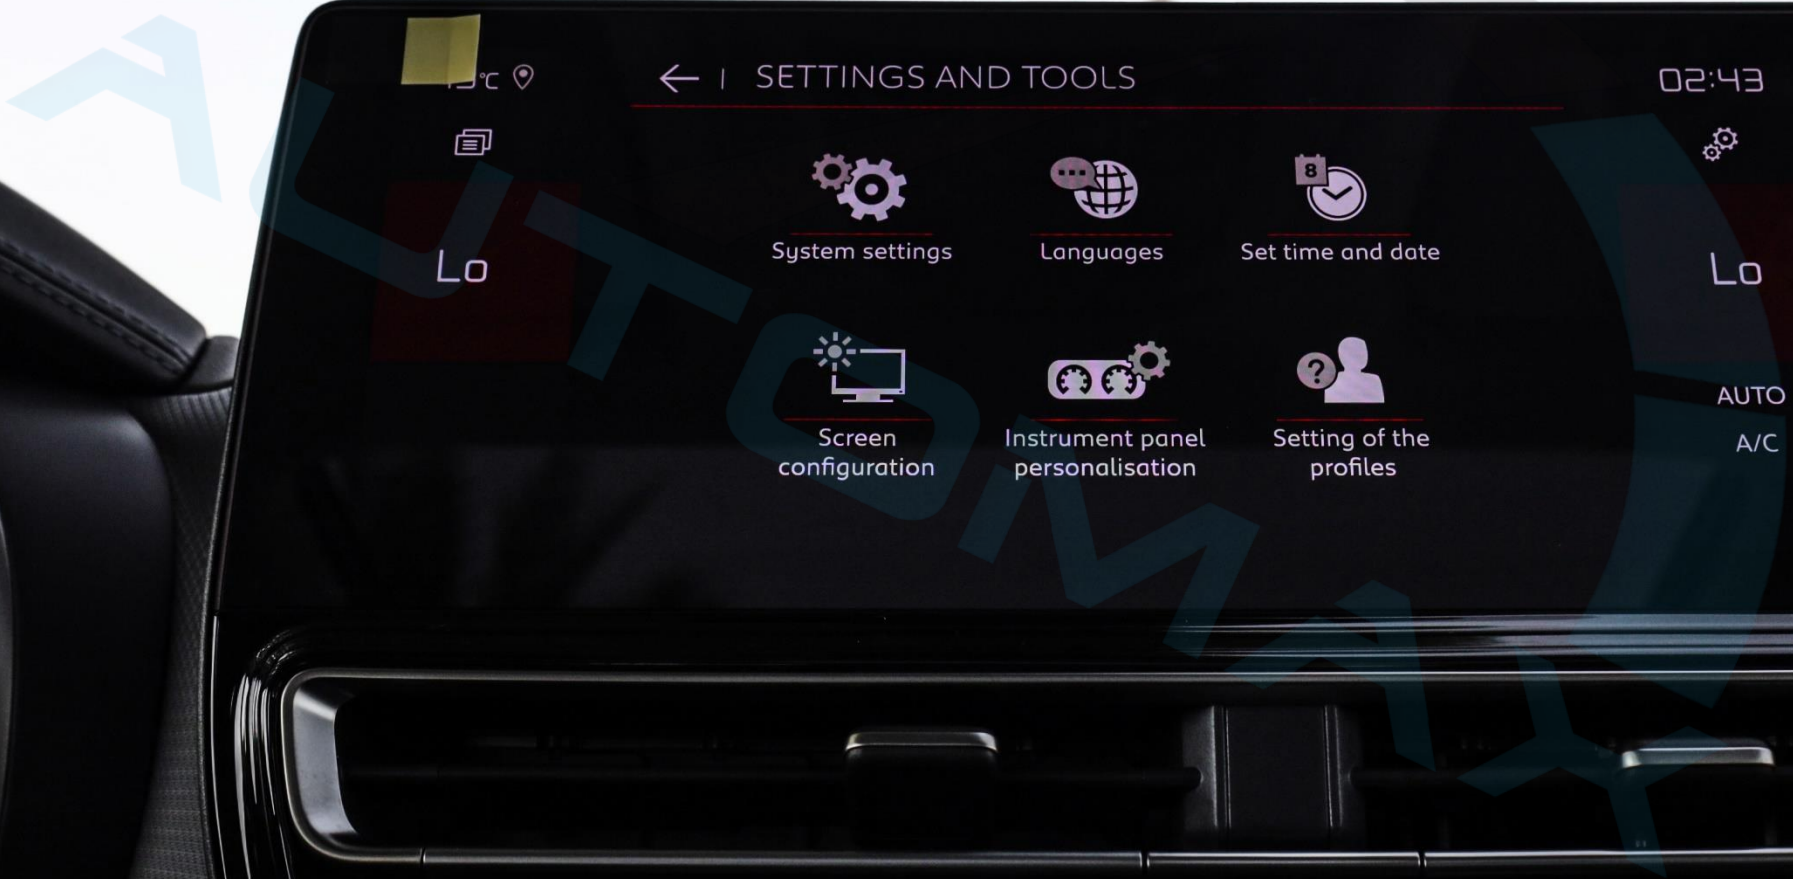 °C
SETTINGS AND TOOLS
02:43
8
System settings
Languages
Set time and date
Lo
Lo
?
Screen
configuration
Instrument panel
personalisation
Setting of the
profiles
AUTO
A/C
AUTOMAX